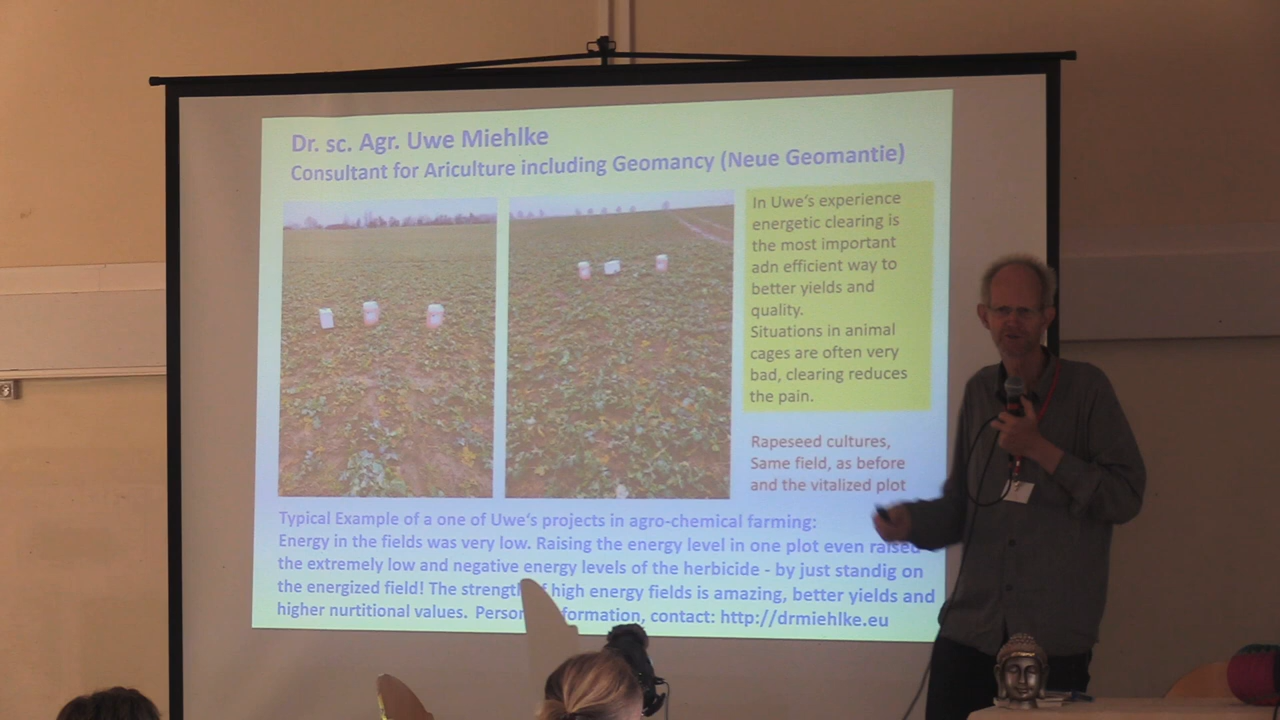 Dr. sc. Agr. Uwe Miehlke
Consultant for Ariculture including Geomancy (Neue Geomantie)
In Uwe's experience
energetic clearing is
the most important
adn efficient way to
better yields and
quality.
Situations in animal
cages are often very
bad, clearing reduces
the pain.
Rapeseed cultures,
Same field, as before
and the vitalized plot
Typical Example of a one of Uwe's projects in agro-chemical farming:
Energy in the fields was very low. Raising the energy level in one plot even raised
the extremely low and negative energy levels of the herbicide - by just standig on
the energized field! The strength of high energy fields is amazing, better yields and
higher nurtitional values. contact: http://drmiehlke.eu